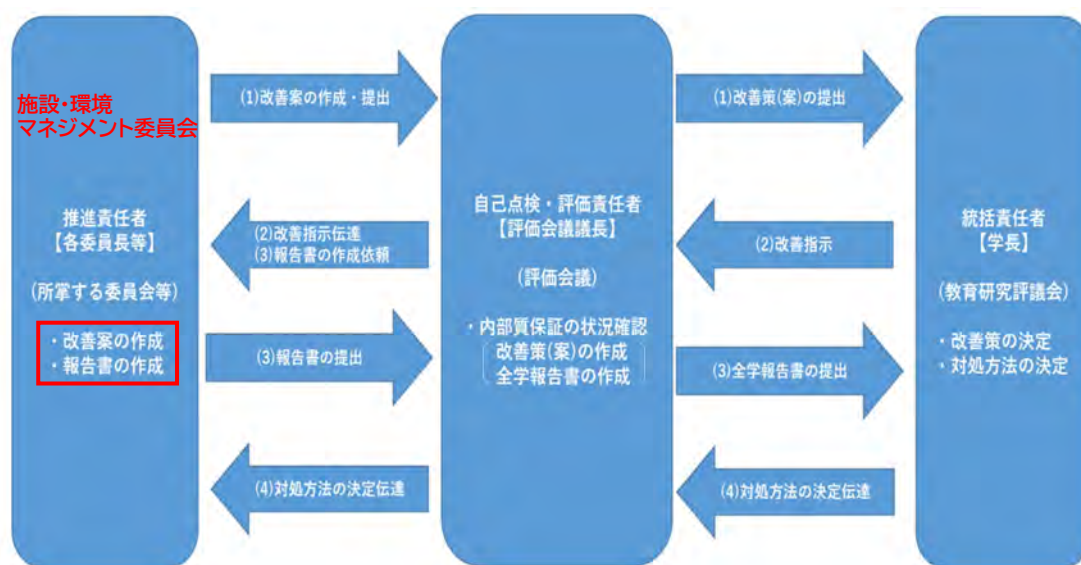 施設・環境
マネジメント委員会
推進責任者
【各委員長等】
(所掌する委員会等)
・改善案の作成
・報告書の作成
(1)改善案の作成・提出
(2)改善指示伝達
(3)報告書の作成依頼
(3)報告書の提出
(4)対処方法の決定伝達
自己点検・評価責任者
【評価会議議長】
(評価会議)
・内部質保証の状況確認
改善策(案)の作成
全学報告書の作成
(1)改善策(案)の提出
(2)改善指示
(3)全学報告書の提出
(4)対処方法の決定伝達
統括責任者
【学長】
(教育研究評議会)
・改善策の決定
・対処方法の決定